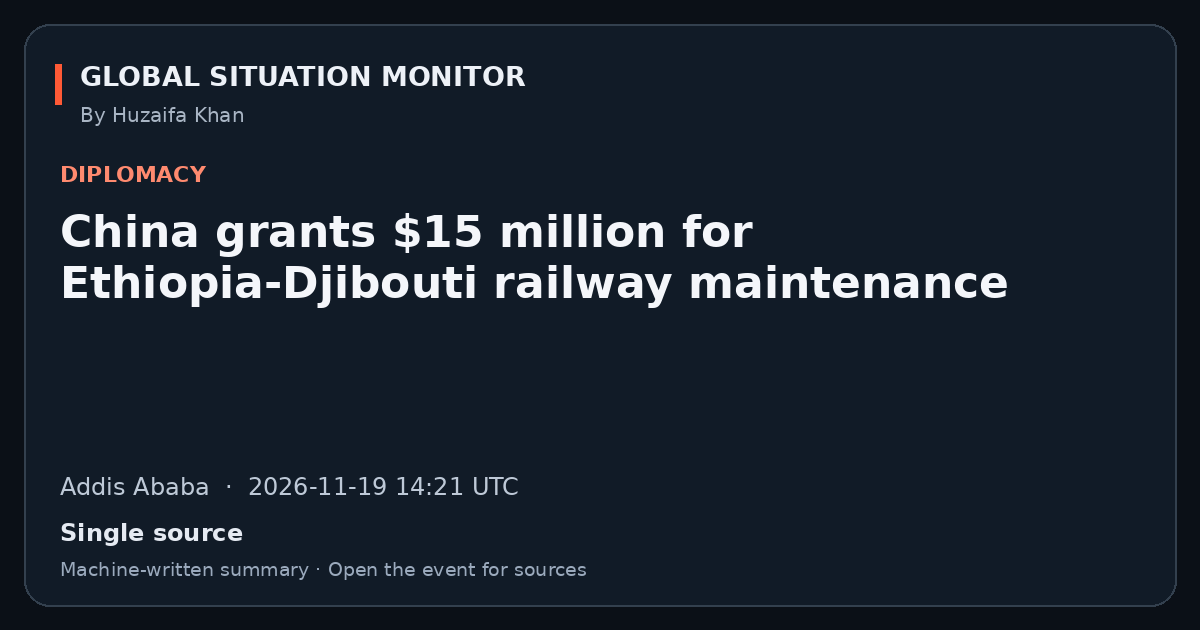 GLOBAL SITUATION MONITOR
By Huzaifa Khan
DIPLOMACY
China grants $15 million for
Ethiopia-Djibouti railway maintenance
Addis Ababa · 2026-11-19 14:21 UTC
Single source
Machine-written summary · Open the event for sources